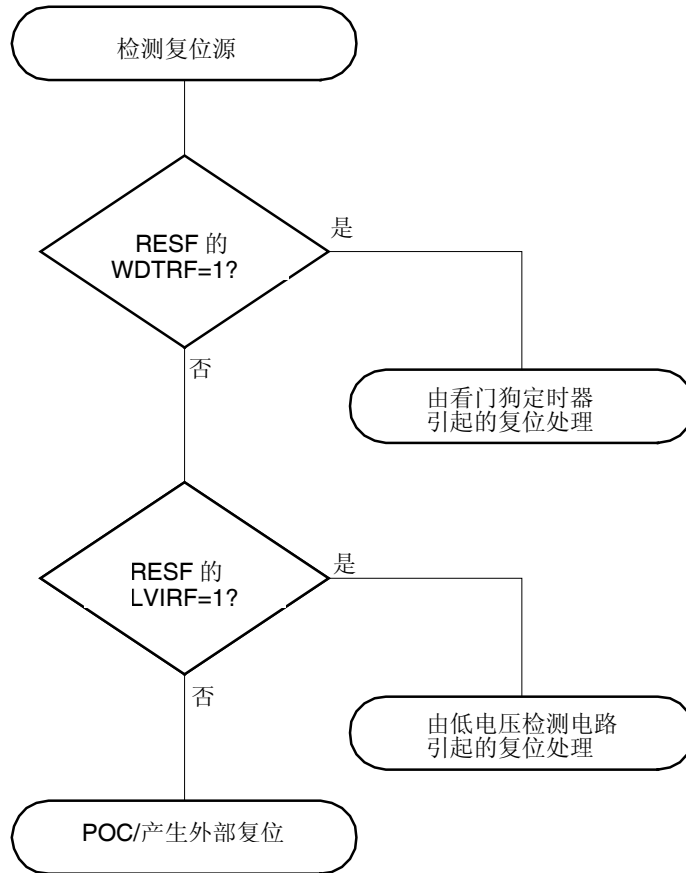 检测复位源
RESF 的
WDTRF=1?
是
否
由看门狗定时器
引起的复位处理
RESF 的
LVIRF=1?
是
否
由低电压检测电路
引起的复位处理
POC/产生外部复位